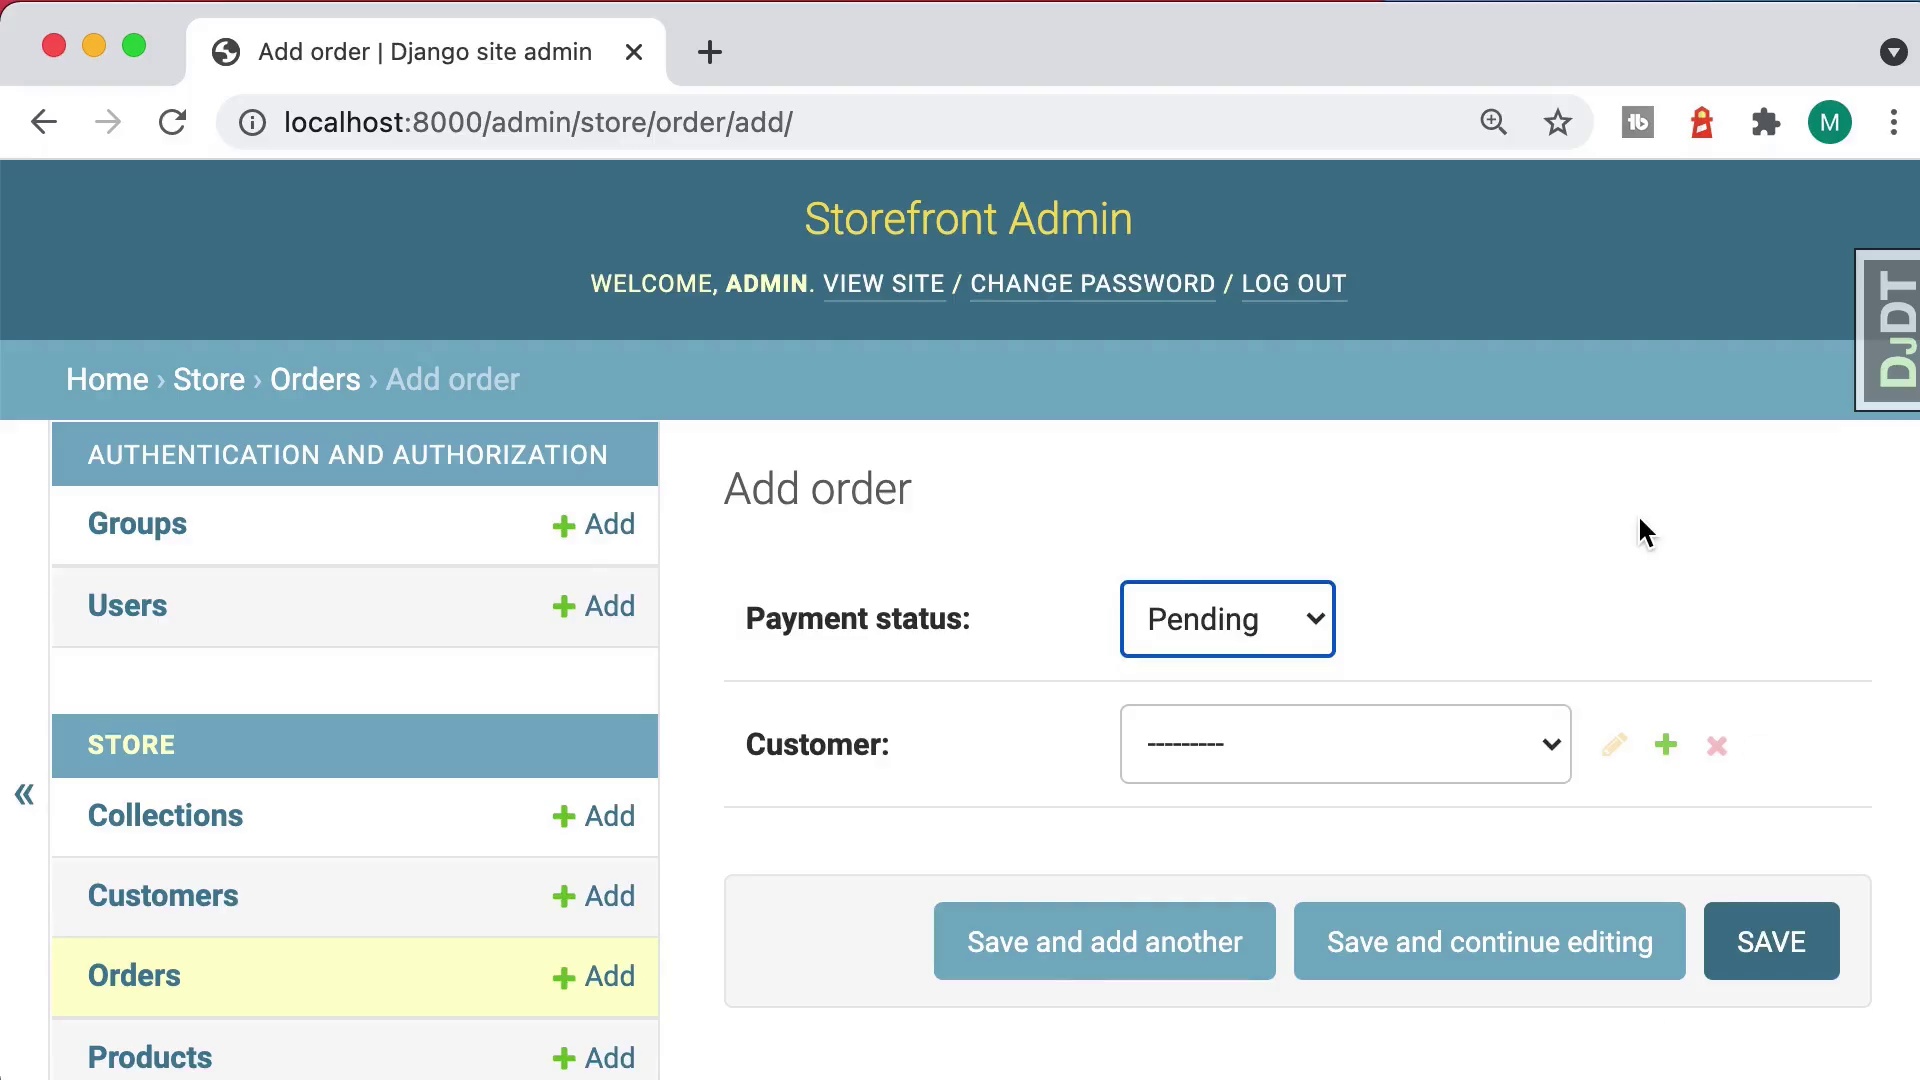 Add order | Django site admin
localhost:8000/admin/store/order/add/
tb
M
Storefront Admin
WELCOME, ADMIN. VIEW SITE / CHANGE PASSWORD / LOG OUT
DJDT
Home › Store › Orders › Add order
AUTHENTICATION AND AUTHORIZATION
Groups Add
Users Add
STORE
«
Collections Add
Customers Add
Orders Add
Products Add
Add order
Payment status: Pending
Customer: ---------
Save and add another
Save and continue editing
SAVE